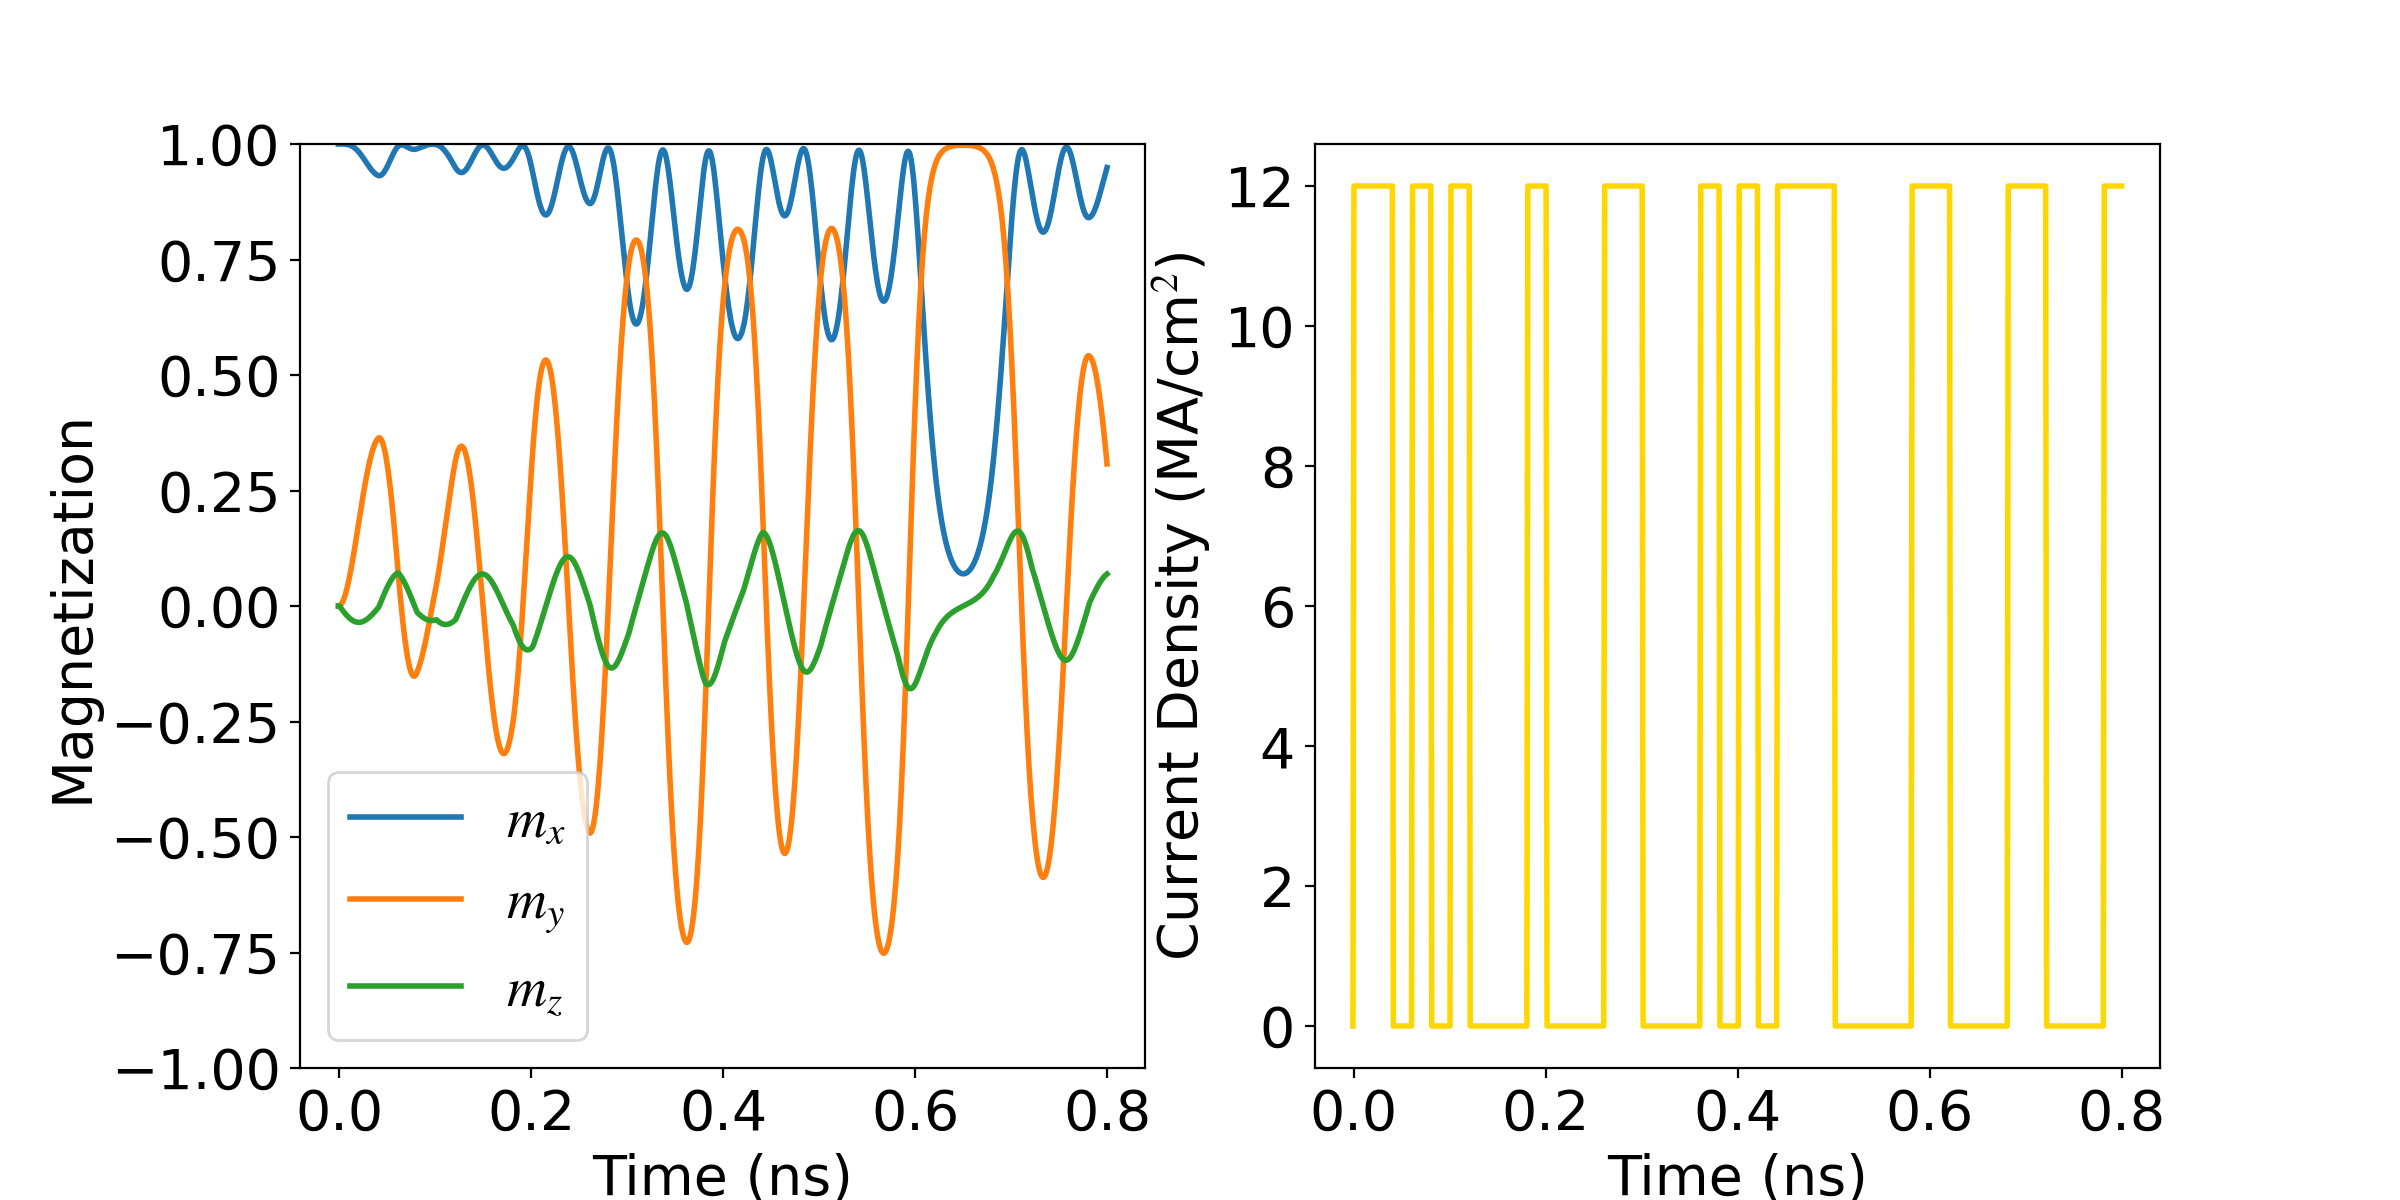 Magnetization
1.00
0.75
0.50
0.25
0.00
−0.25
−0.50
−0.75
−1.00
m_x
m_y
m_z
0.0 0.2 0.4 0.6 0.8
Time (ns)
Current Density (MA/cm²)
12
10
8
6
4
2
0
0.0 0.2 0.4 0.6 0.8
Time (ns)